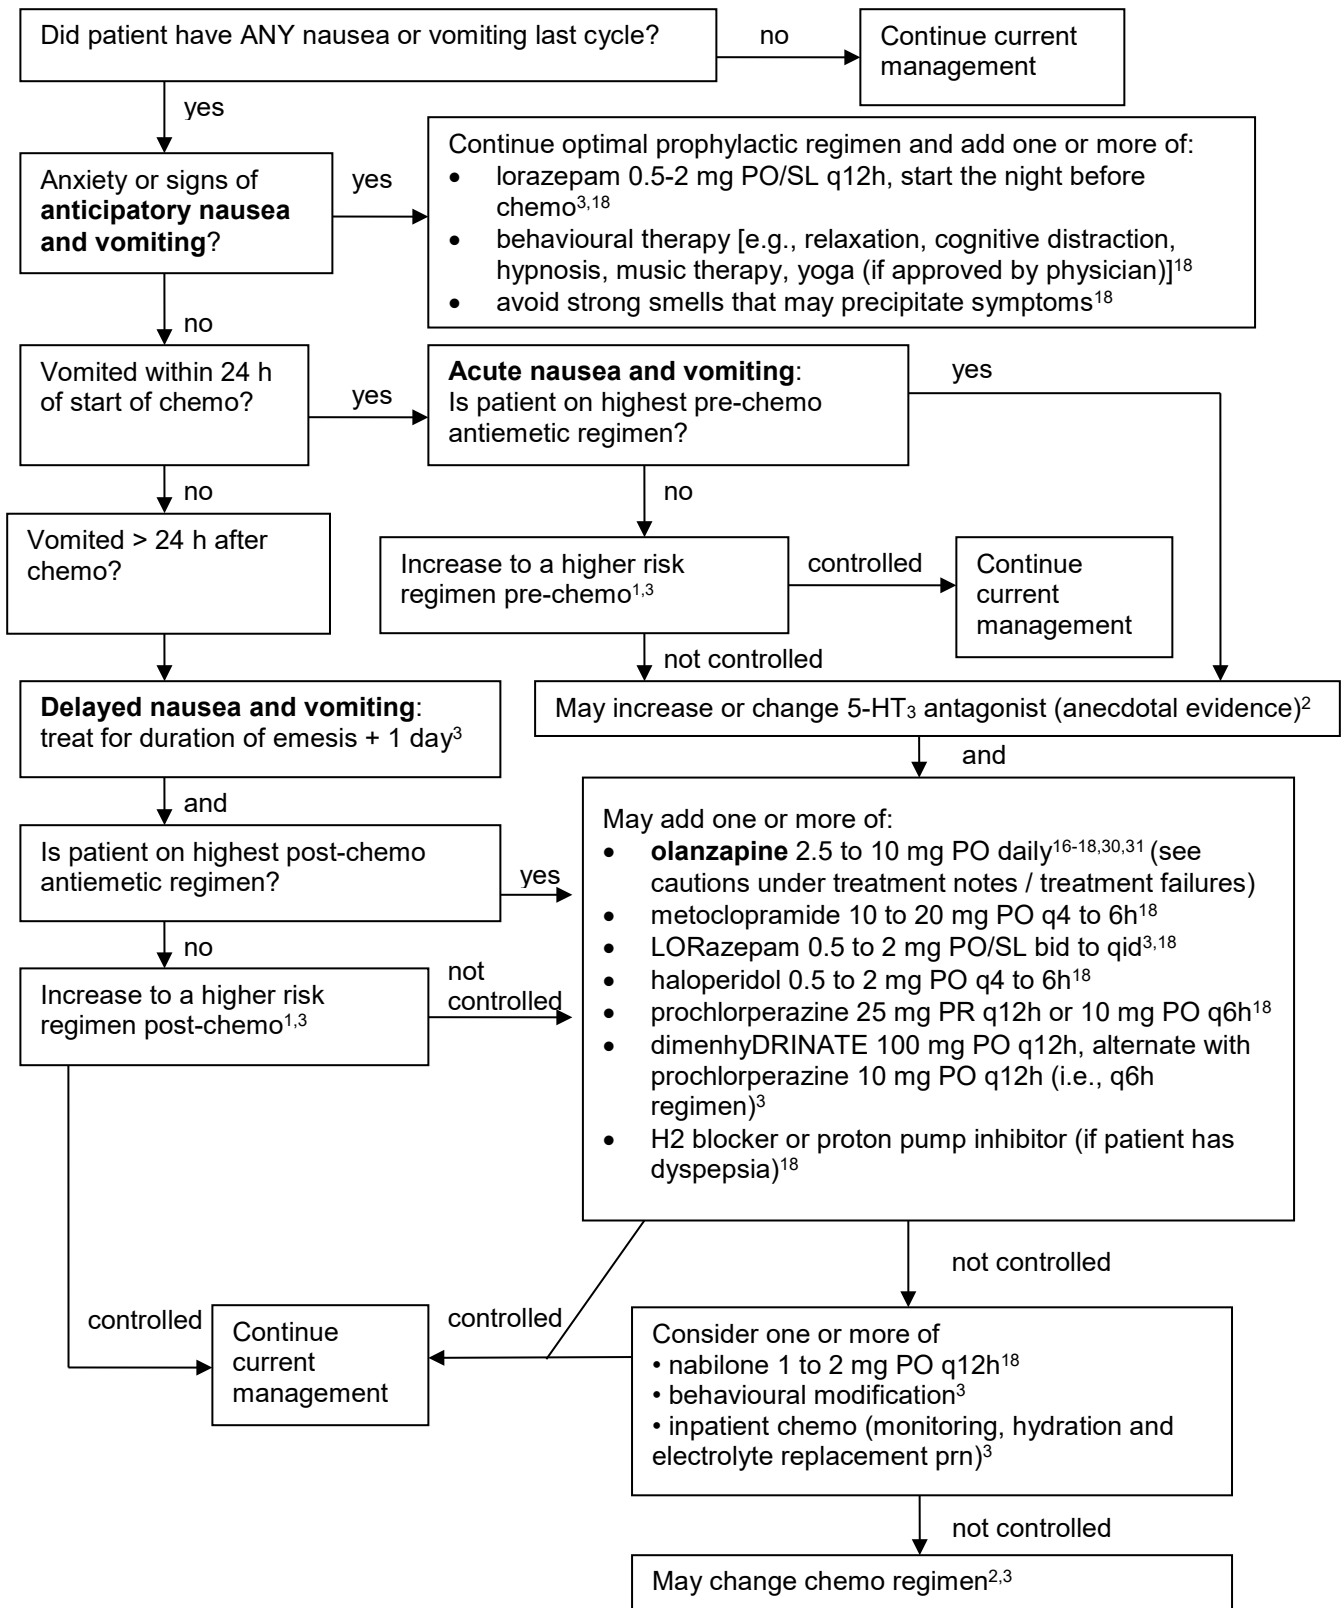 Did patient have ANY nausea or vomiting last cycle?
no
Continue current
management
yes
Anxiety or signs of
anticipatory nausea
and vomiting?
yes
Continue optimal prophylactic regimen and add one or more of:
• lorazepam 0.5-2 mg PO/SL q12h, start the night before
chemo3,18
• behavioural therapy [e.g., relaxation, cognitive distraction,
hypnosis, music therapy, yoga (if approved by physician)]18
• avoid strong smells that may precipitate symptoms18
no
Vomited within 24 h
of start of chemo?
yes
Acute nausea and vomiting:
Is patient on highest pre-chemo
antiemetic regimen?
yes
no
no
Vomited > 24 h after
chemo?
Increase to a higher risk
regimen pre-chemo1,3
controlled
Continue
current
management
not controlled
Delayed nausea and vomiting:
treat for duration of emesis + 1 day3
May increase or change 5-HT3 antagonist (anecdotal evidence)2
and
and
Is patient on highest post-chemo
antiemetic regimen?
yes
May add one or more of:
• olanzapine 2.5 to 10 mg PO daily16-18,30,31 (see
cautions under treatment notes / treatment failures)
• metoclopramide 10 to 20 mg PO q4 to 6h18
• LORazepam 0.5 to 2 mg PO/SL bid to qid3,18
• haloperidol 0.5 to 2 mg PO q4 to 6h18
• prochlorperazine 25 mg PR q12h or 10 mg PO q6h18
• dimenhyDRINATE 100 mg PO q12h, alternate with
prochlorperazine 10 mg PO q12h (i.e., q6h
regimen)3
• H2 blocker or proton pump inhibitor (if patient has
dyspepsia)18
no
Increase to a higher risk
regimen post-chemo1,3
not
controlled
not controlled
controlled
Continue
current
management
controlled
Consider one or more of
• nabilone 1 to 2 mg PO q12h18
• behavioural modification3
• inpatient chemo (monitoring, hydration and
electrolyte replacement prn)3
not controlled
May change chemo regimen2,3